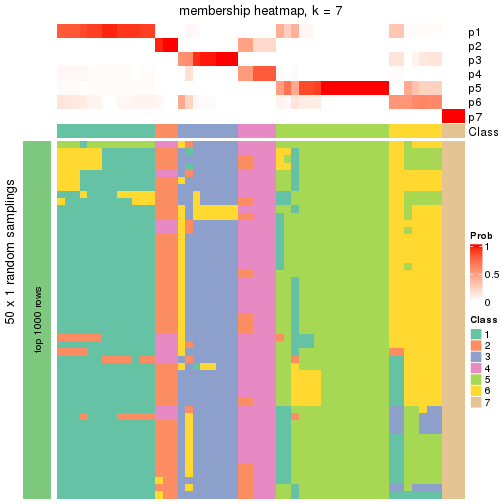 membership heatmap, k = 7
p1
p2
p3
p4
p5
p6
p7
Class
50 x 1 random samplings
top 1000 rows
Prob
1
0.5
0
Class
1
2
3
4
5
6
7